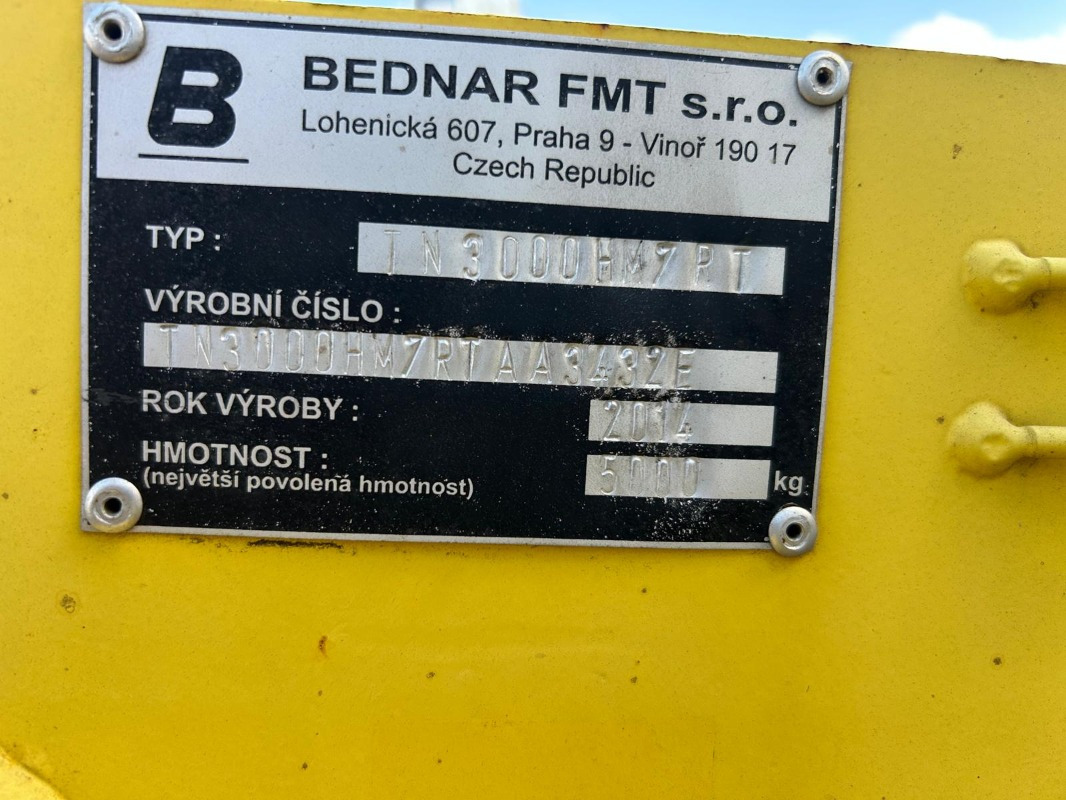 B
BEDNAR FMT s.r.o.
Lohenická 607, Praha 9 - Vinoř 190 17
Czech Republic
TYP : TN3000HM7RT
VÝROBNÍ ČÍSLO :
TN3000HM7RTAA3432E
ROK VÝROBY : 2014
HMOTNOST : 5000 kg
(největší povolená hmotnost)